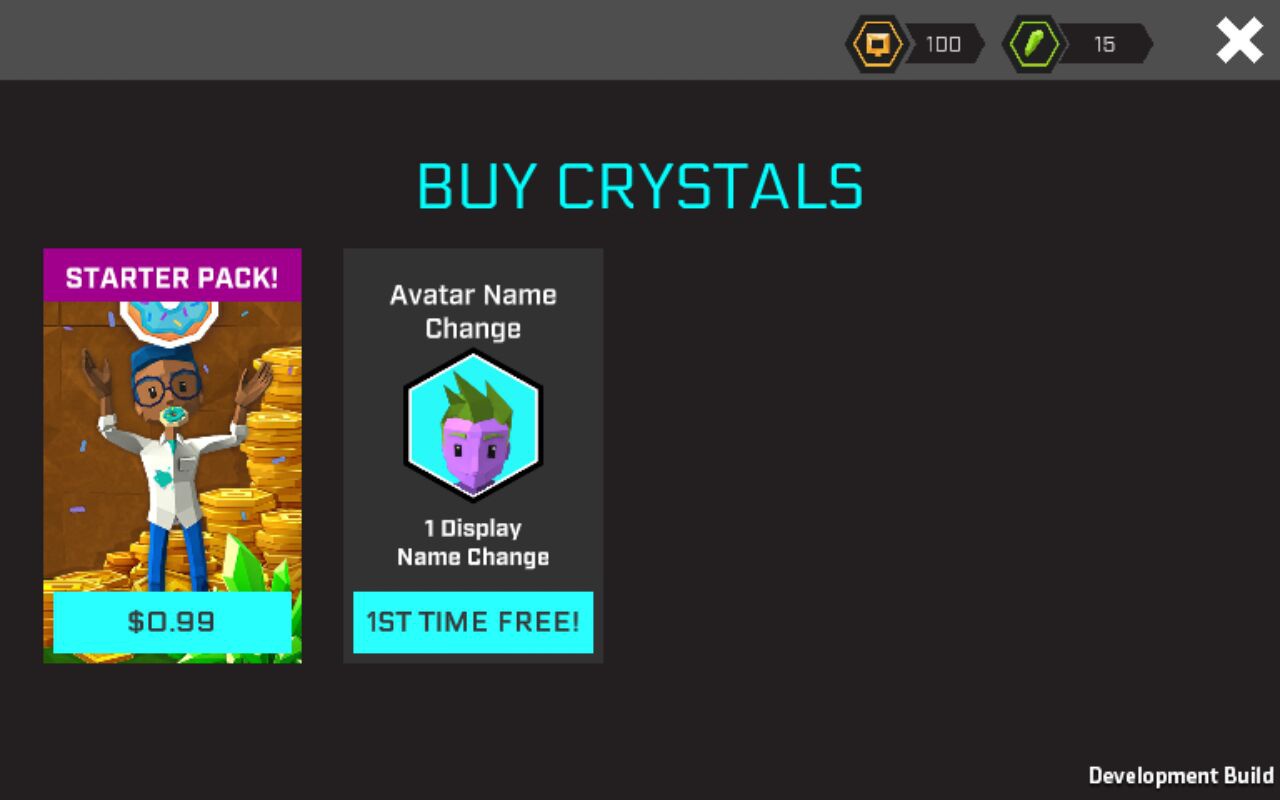 100
15
BUY CRYSTALS
STARTER PACK!
$0.99
Avatar Name
Change
1 Display
Name Change
1ST TIME FREE!
Development Build